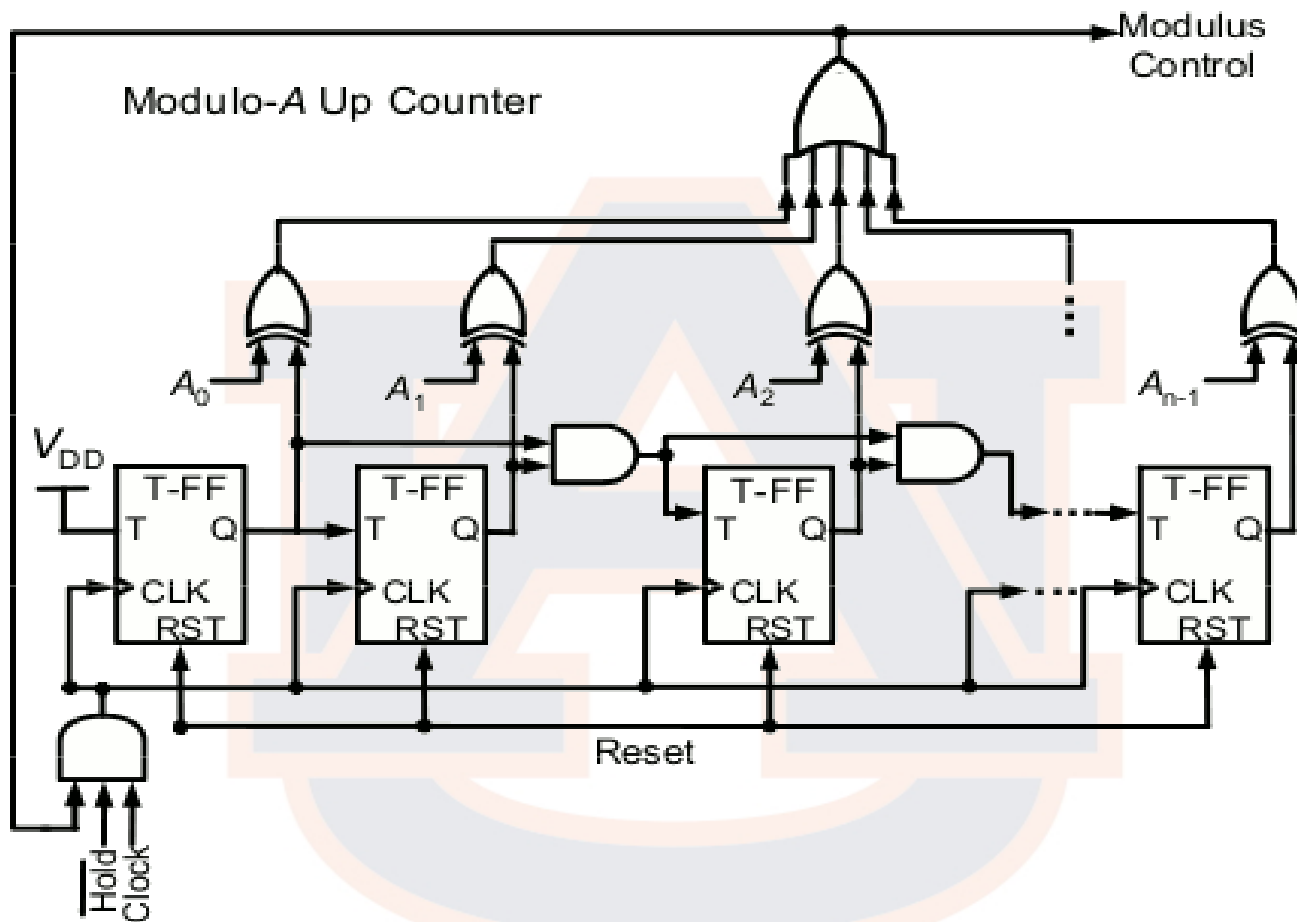 Modulus
Control
Modulo-A Up Counter
A0
A1
A2
An-1
VDD
T-FF
T Q
CLK
RST
T-FF
T Q
CLK
RST
T-FF
T Q
CLK
RST
T-FF
T Q
CLK
RST
Reset
Hold
Clock